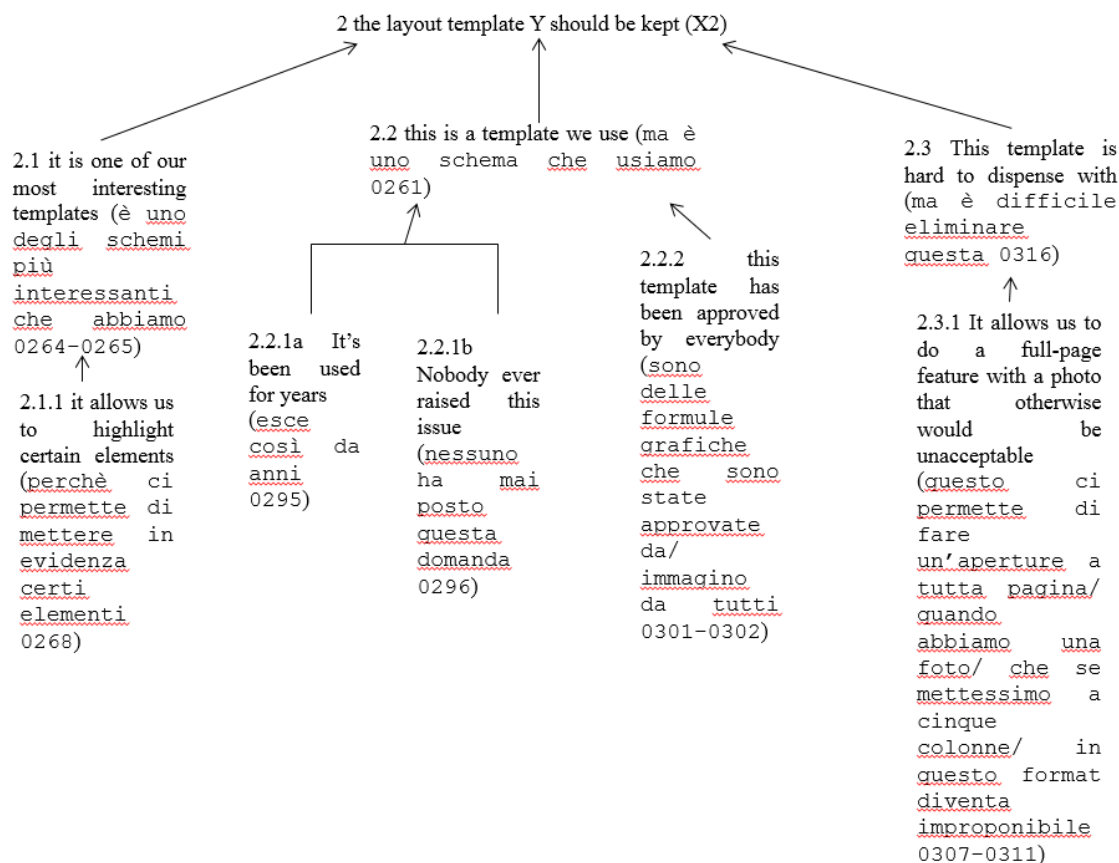 2 the layout template Y should be kept (X2)
2.1 it is one of our
most interesting
templates (è uno
degli schemi
più
interessanti
che abbiamo
0264-0265)
2.1.1 it allows us
to highlight
certain elements
(perchè ci
permette di
mettere in
evidenza
certi
elementi
0268)
2.2 this is a template we use (ma è
uno schema che usiamo
0261)
2.2.1a It's
been used
for years
(esce
così da
anni
0295)
2.2.1b
Nobody ever
raised this
issue
(nessuno
ha mai
posto
questa
domanda
0296)
2.2.2 this
template has
been approved
by everybody
(sono
delle
formule
grafiche
che sono
state
approvate
da/
immagino
da tutti
0301-0302)
2.3 This template is
hard to dispense with
(ma è difficile
eliminare
questa 0316)
2.3.1 It allows us to
do a full-page
feature with a photo
that otherwise
would be
unacceptable
(questo ci
permette di
fare
un'aperture a
tutta pagina/
quando
abbiamo una
foto/ che se
mettessimo a
cinque
colonne/ in
questo format
diventa
improponibile
0307-0311)